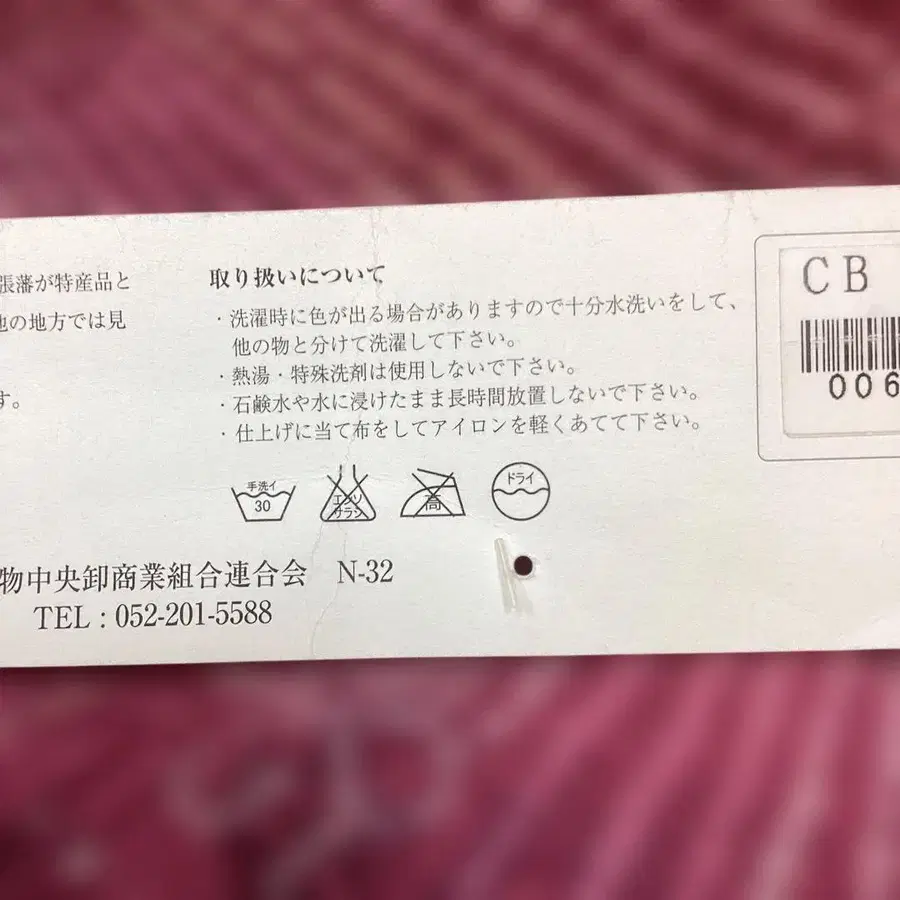 張藩が特産品と
他の地方では見
す。
取り扱いについて
・洗濯時に色が出る場合がありますので十分水洗いをして、
他の物と分けて洗濯して下さい。
・熱湯・特殊洗剤は使用しないで下さい。
・石鹸水や水に浸けたまま長時間放置しないで下さい。
・仕上げに当て布をしてアイロンを軽くあてて下さい。
手洗イ
30
エンソ
サラシ
高
ドライ
物中央卸商業組合連合会 N-32
TEL : 052-201-5588
CB
006